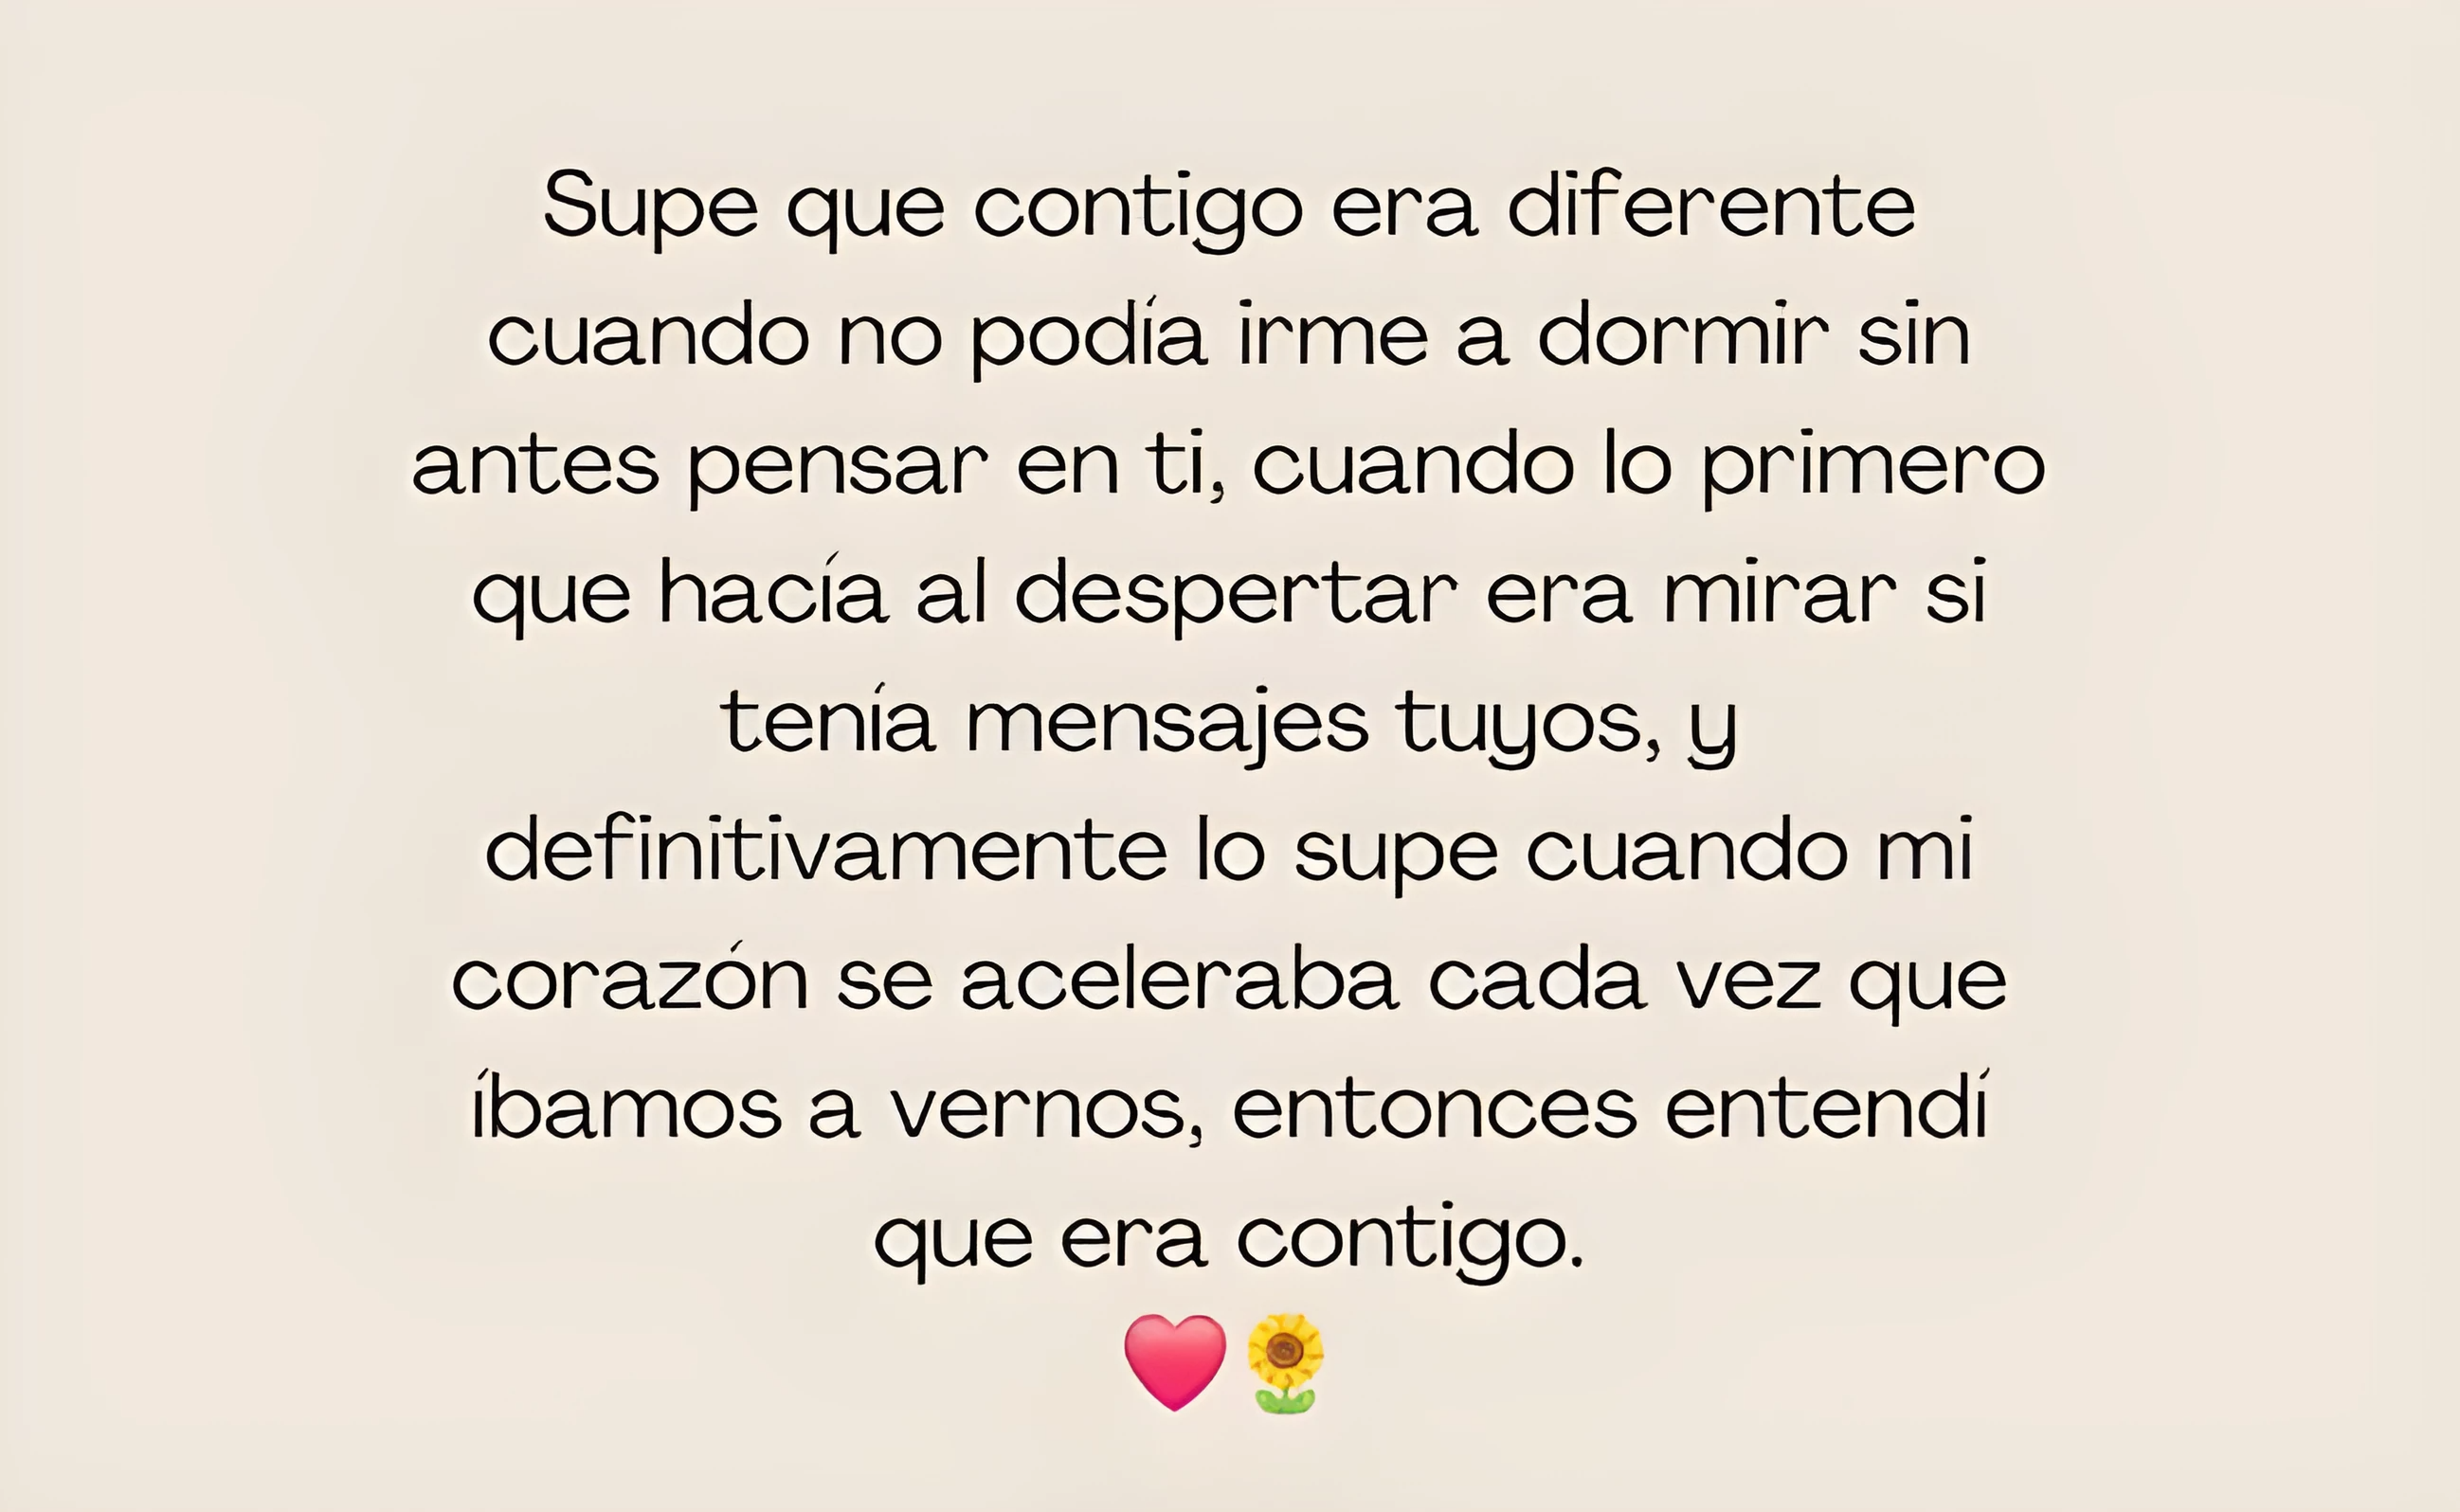 Supe que contigo era diferente
cuando no podía irme a dormir sin
antes pensar en ti, cuando lo primero
que hacía al despertar era mirar si
tenía mensajes tuyos, y
definitivamente lo supe cuando mi
corazón se aceleraba cada vez que
íbamos a vernos, entonces entendí
que era contigo.
❤️🌻